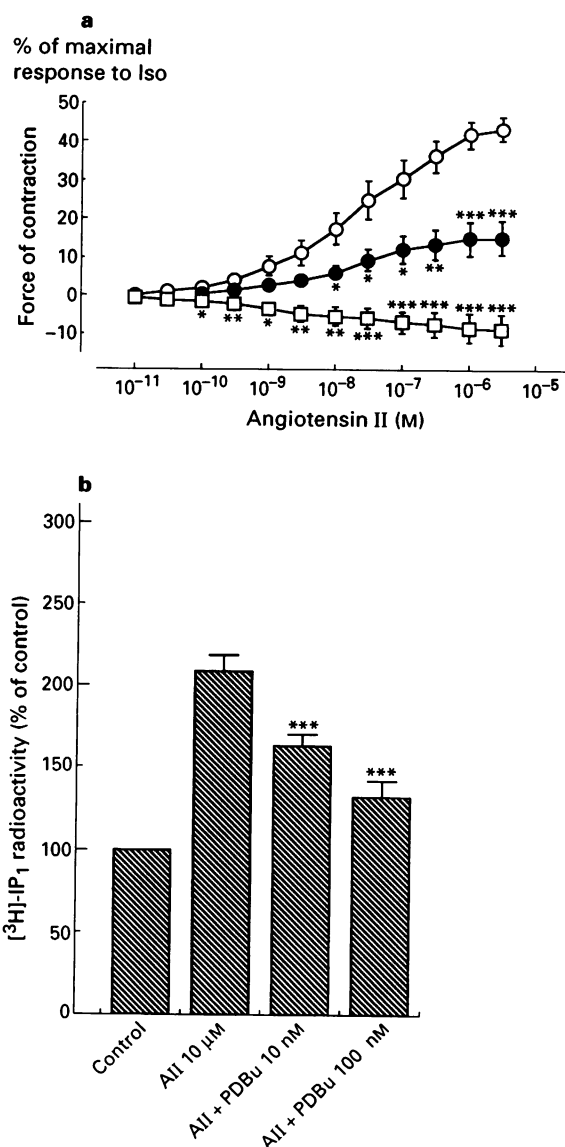 a
% of maximal
response to Iso
Force of contraction
50
40
30
20
10
0
−10
*** ***
* * * **
*** *** *** ***
* ** * ** ** ***
10⁻¹¹ 10⁻¹⁰ 10⁻⁹ 10⁻⁸ 10⁻⁷ 10⁻⁶ 10⁻⁵
Angiotensin II (M)
b
[³H]-IP₁ radioactivity (% of control)
300
250
200
150
100
50
0
***
***
Control
AII 10 μM
AII + PDBu 10 nM
AII + PDBu 100 nM